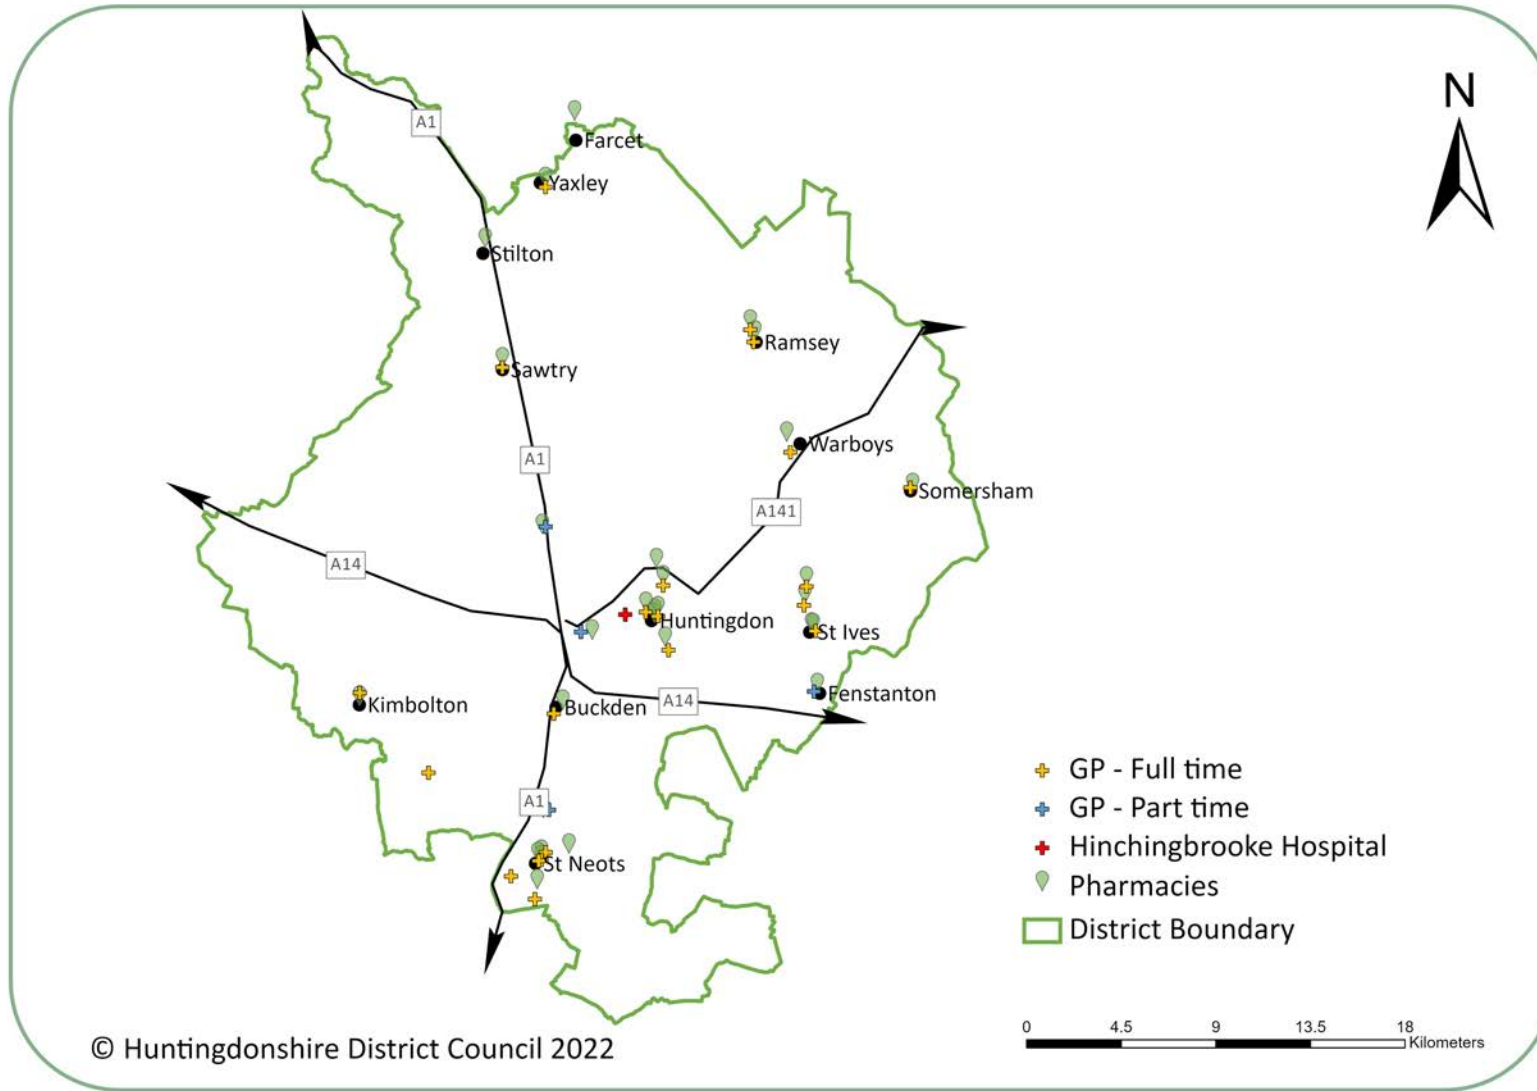 N
A1
Farcet
Yaxley
Stilton
Ramsey
Sawtry
Warboys
A1
Somersham
A141
A14
Huntingdon
St Ives
Fenstanton
A14
Kimbolton
Buckden
A1
St Neots
GP - Full time
GP - Part time
Hinchingbrooke Hospital
Pharmacies
District Boundary
0 4.5 9 13.5 18
Kilometers
© Huntingdonshire District Council 2022